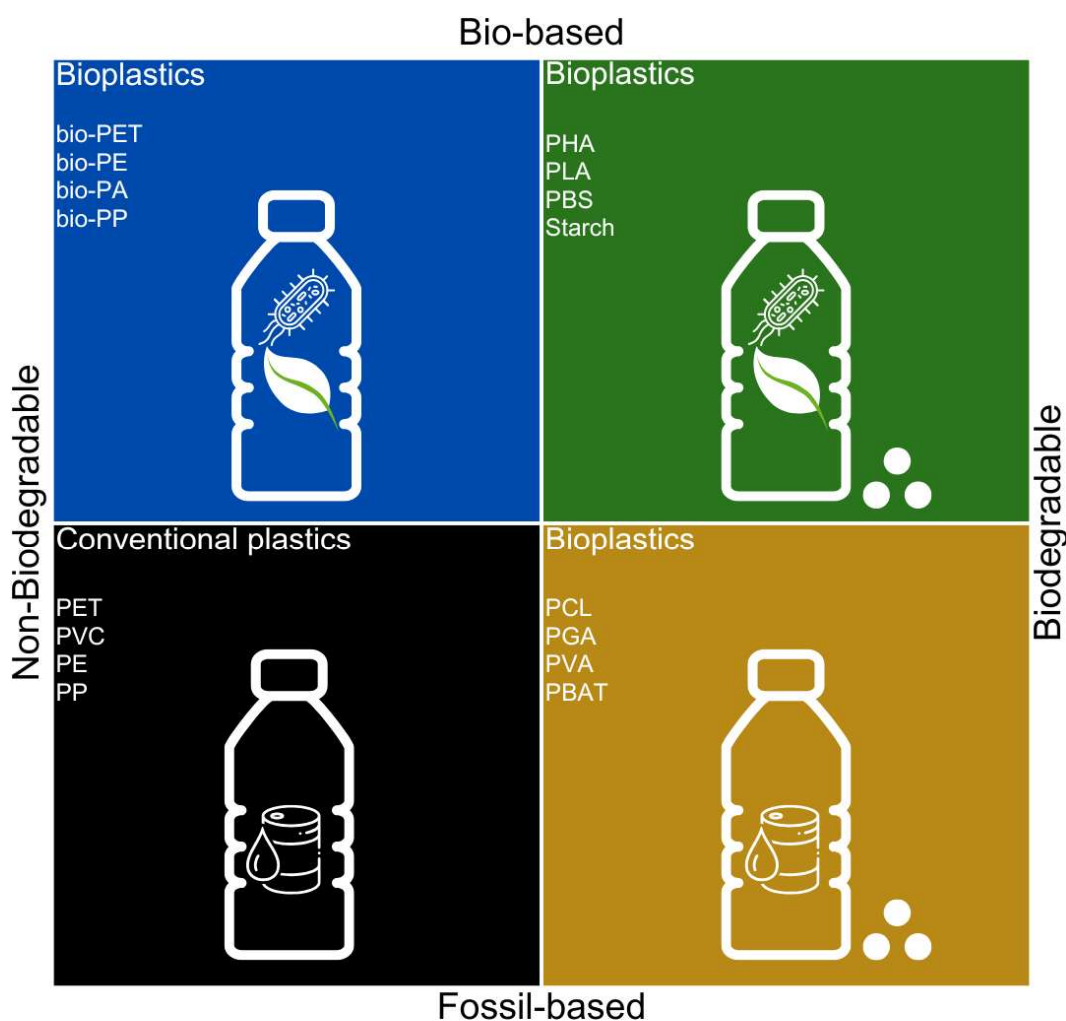 Bio-based
Bioplastics
bio-PET
bio-PE
bio-PA
bio-PP
Bioplastics
PHA
PLA
PBS
Starch
Non-Biodegradable
Biodegradable
Conventional plastics
PET
PVC
PE
PP
Bioplastics
PCL
PGA
PVA
PBAT
Fossil-based